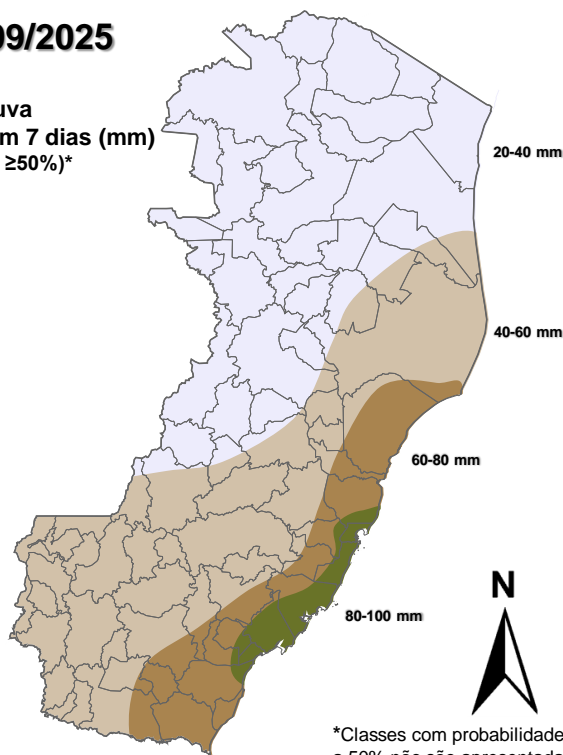 09/2025
uva
m 7 dias (mm)
≥50%)*
20-40 mm
40-60 mm
60-80 mm
80-100 mm
N
*Classes com probabilidade